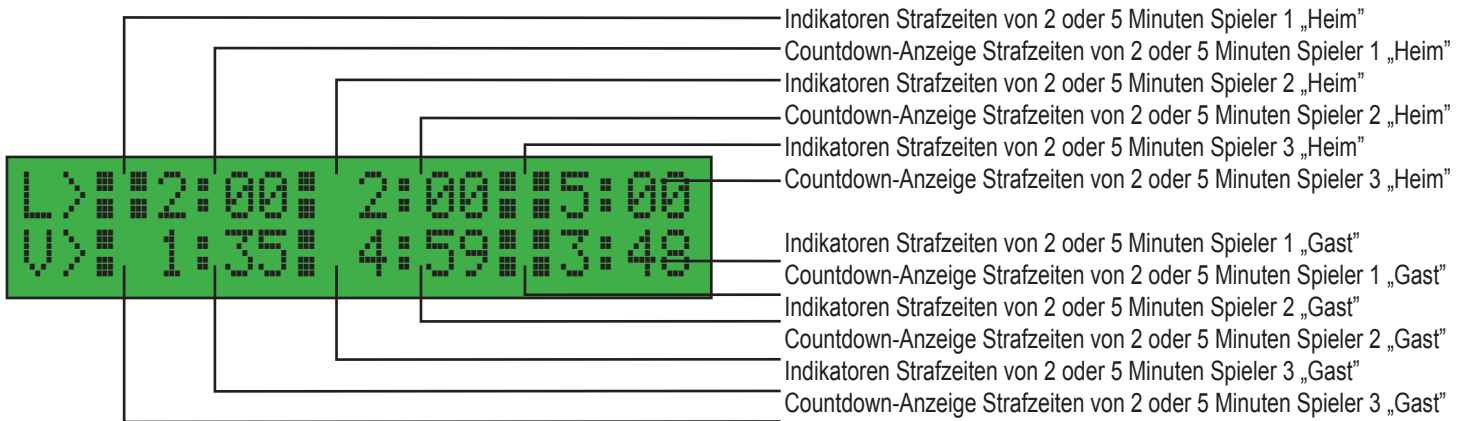 Indikatoren Strafzeiten von 2 oder 5 Minuten Spieler 1 „Heim”
Countdown-Anzeige Strafzeiten von 2 oder 5 Minuten Spieler 1 „Heim”
Indikatoren Strafzeiten von 2 oder 5 Minuten Spieler 2 „Heim”
Countdown-Anzeige Strafzeiten von 2 oder 5 Minuten Spieler 2 „Heim”
Indikatoren Strafzeiten von 2 oder 5 Minuten Spieler 3 „Heim”
Countdown-Anzeige Strafzeiten von 2 oder 5 Minuten Spieler 3 „Heim”
L> 2:00 2:00 5:00
V> 1:35 4:59 3:48
Indikatoren Strafzeiten von 2 oder 5 Minuten Spieler 1 „Gast”
Countdown-Anzeige Strafzeiten von 2 oder 5 Minuten Spieler 1 „Gast”
Indikatoren Strafzeiten von 2 oder 5 Minuten Spieler 2 „Gast”
Countdown-Anzeige Strafzeiten von 2 oder 5 Minuten Spieler 2 „Gast”
Indikatoren Strafzeiten von 2 oder 5 Minuten Spieler 3 „Gast”
Countdown-Anzeige Strafzeiten von 2 oder 5 Minuten Spieler 3 „Gast”